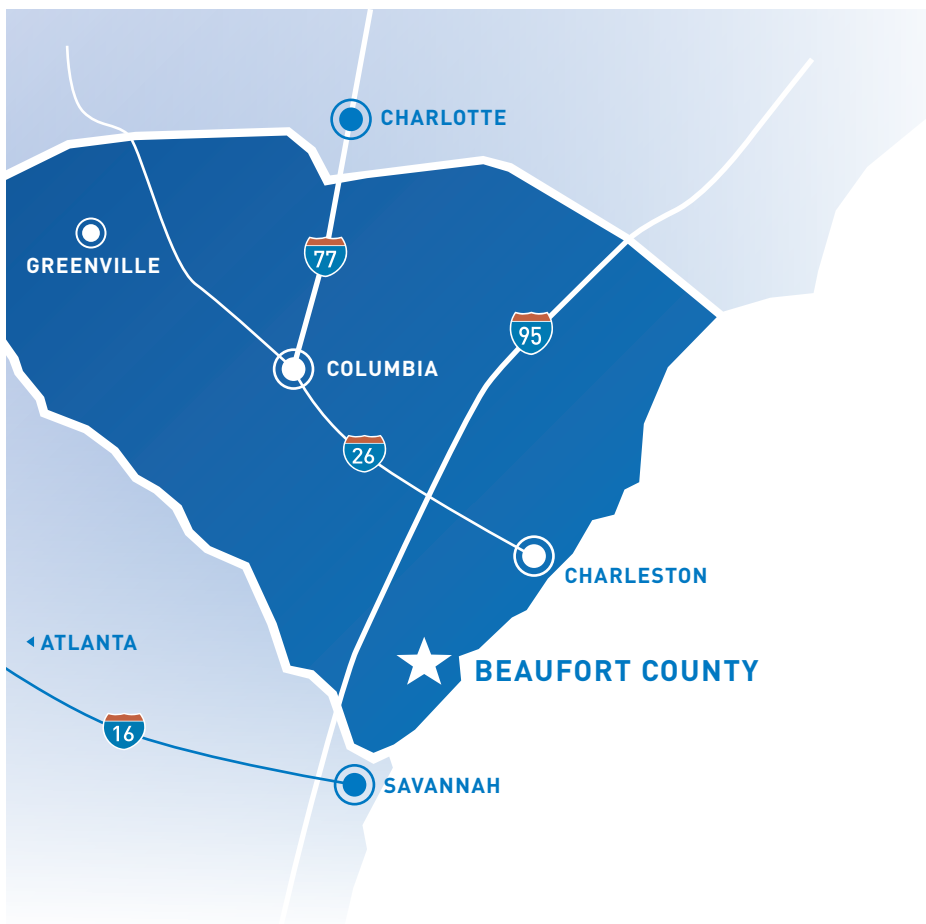 CHARLOTTE
GREENVILLE
77
95
COLUMBIA
26
CHARLESTON
ATLANTA
BEAUFORT COUNTY
16
SAVANNAH